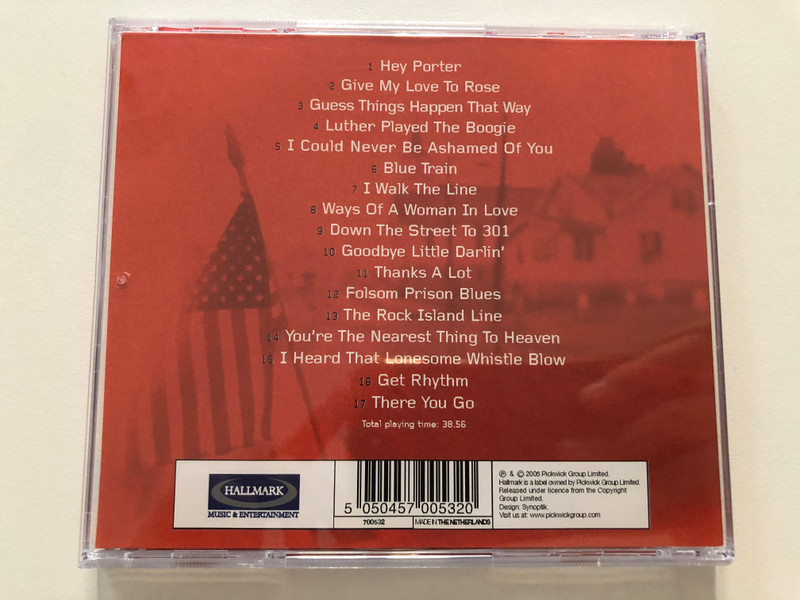 1 Hey Porter
2 Give My Love To Rose
3 Guess Things Happen That Way
4 Luther Played The Boogie
5 I Could Never Be Ashamed Of You
6 Blue Train
7 I Walk The Line
8 Ways Of A Woman In Love
9 Down The Street To 301
10 Goodbye Little Darlin'
11 Thanks A Lot
12 Folsom Prison Blues
13 The Rock Island Line
14 You're The Nearest Thing To Heaven
15 I Heard That Lonesome Whistle Blow
16 Get Rhythm
17 There You Go
Total playing time: 38.56
HALLMARK
MUSIC & ENTERTAINMENT
5 050457 005320
700532
MADE IN THE NETHERLANDS
℗ & © 2005 Pickwick Group Limited.
Hallmark is a label owned by Pickwick Group Limited.
Released under licence from the Copyright
Group Limited.
Design: Synoptik.
Visit us at: www.pickwickgroup.com